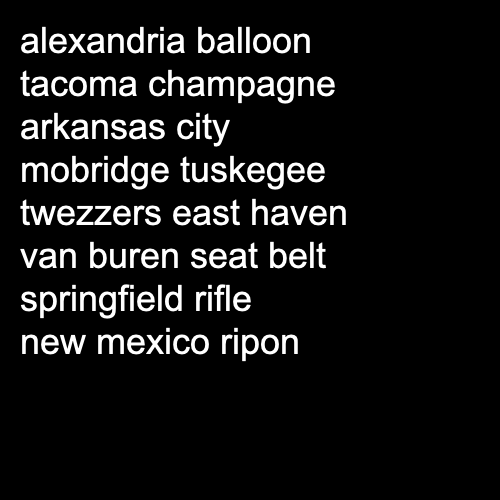 alexandria balloon
tacoma champagne
arkansas city
mobridge tuskegee
twezzers east haven
van buren seat belt
springfield rifle
new mexico ripon